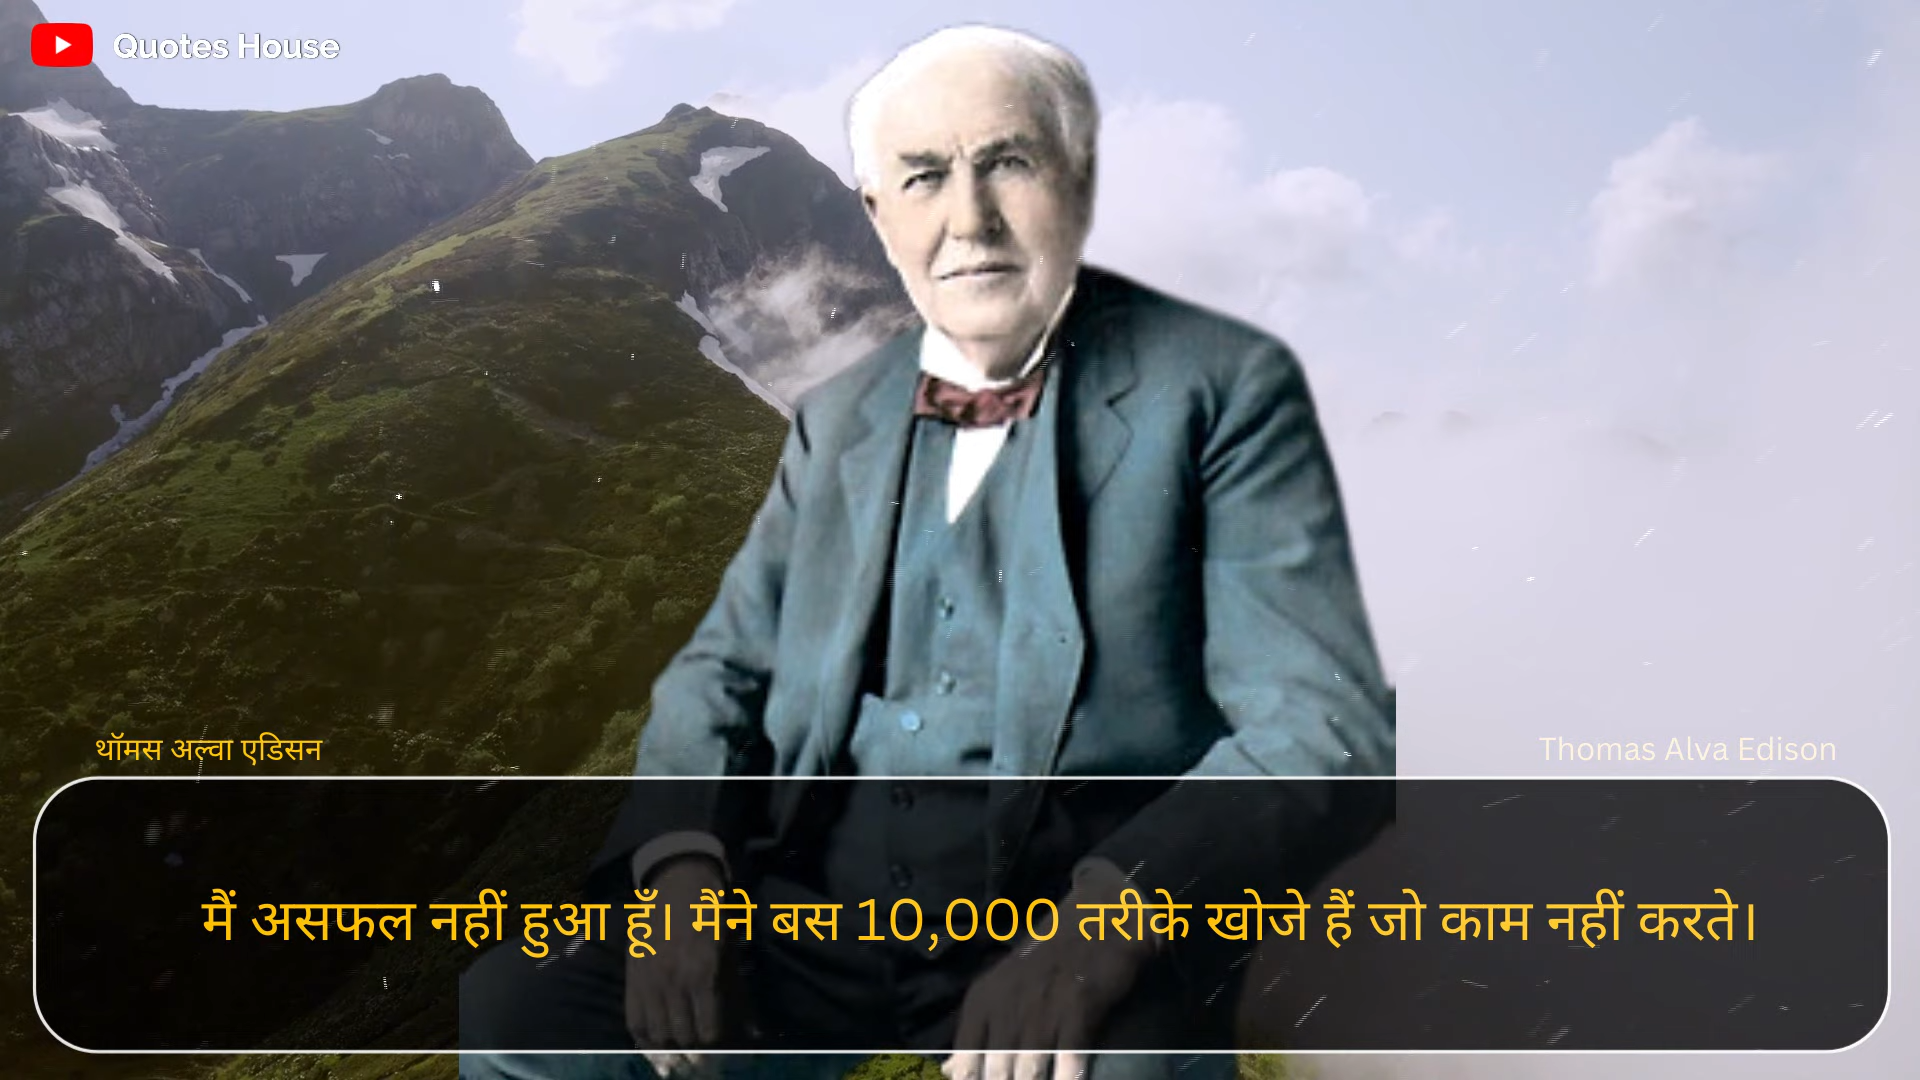 Quotes House
थॉमस अल्वा एडिसन
Thomas Alva Edison
मैं असफल नहीं हुआ हूँ। मैंने बस 10,000 तरीके खोजे हैं जो काम नहीं करते।